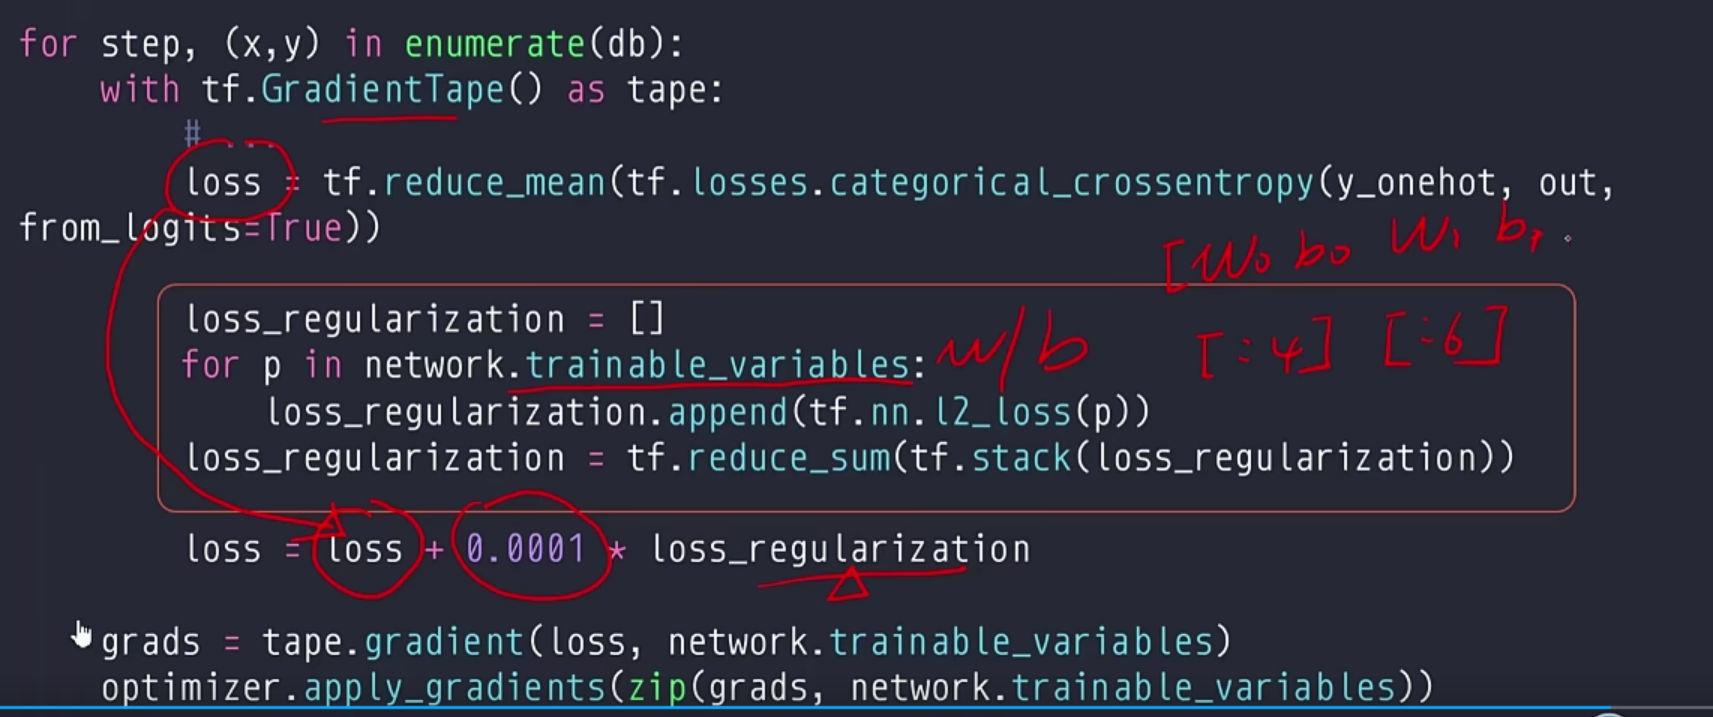 for step, (x,y) in enumerate(db):
with tf.GradientTape() as tape:
# ...
loss = tf.reduce_mean(tf.losses.categorical_crossentropy(y_onehot, out,
from_logits=True))
[W0 b0 W1 b1
loss_regularization = []
for p in network.trainable_variables: w/b [:4] [:6]
loss_regularization.append(tf.nn.l2_loss(p))
loss_regularization = tf.reduce_sum(tf.stack(loss_regularization))
loss = loss + 0.0001 * loss_regularization
grads = tape.gradient(loss, network.trainable_variables)
optimizer.apply_gradients(zip(grads, network.trainable_variables))